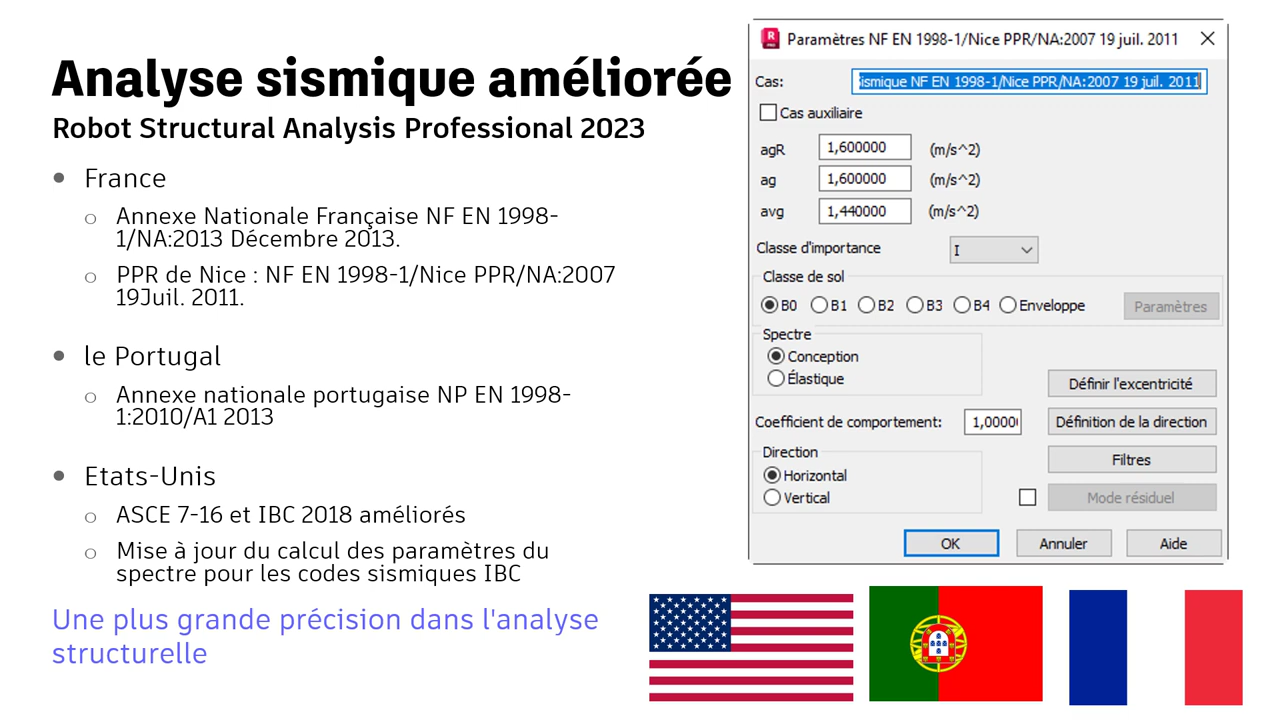 Analyse sismique améliorée
Robot Structural Analysis Professional 2023
• France
o Annexe Nationale Française NF EN 1998-
1/NA:2013 Décembre 2013.
o PPR de Nice : NF EN 1998-1/Nice PPR/NA:2007
19Juil. 2011.
• le Portugal
o Annexe nationale portugaise NP EN 1998-
1:2010/A1 2013
• Etats-Unis
o ASCE 7-16 et IBC 2018 améliorés
o Mise à jour du calcul des paramètres du
spectre pour les codes sismiques IBC
Une plus grande précision dans l'analyse
structurelle
R
PRO
Paramètres NF EN 1998-1/Nice PPR/NA:2007 19 juil. 2011
Cas: Sismique NF EN 1998-1/Nice PPR/NA:2007 19 juil. 2011
Cas auxiliaire
agR 1,600000 (m/s^2)
ag 1,600000 (m/s^2)
avg 1,440000 (m/s^2)
Classe d'importance I
Classe de sol
B0 B1 B2 B3 B4 Enveloppe Paramètres
Spectre
Conception
Élastique
Définir l'excentricité
Coefficient de comportement: 1,0000 Définition de la direction
Direction
Filtres
Horizontal
Vertical
Mode résiduel
OK Annuler Aide